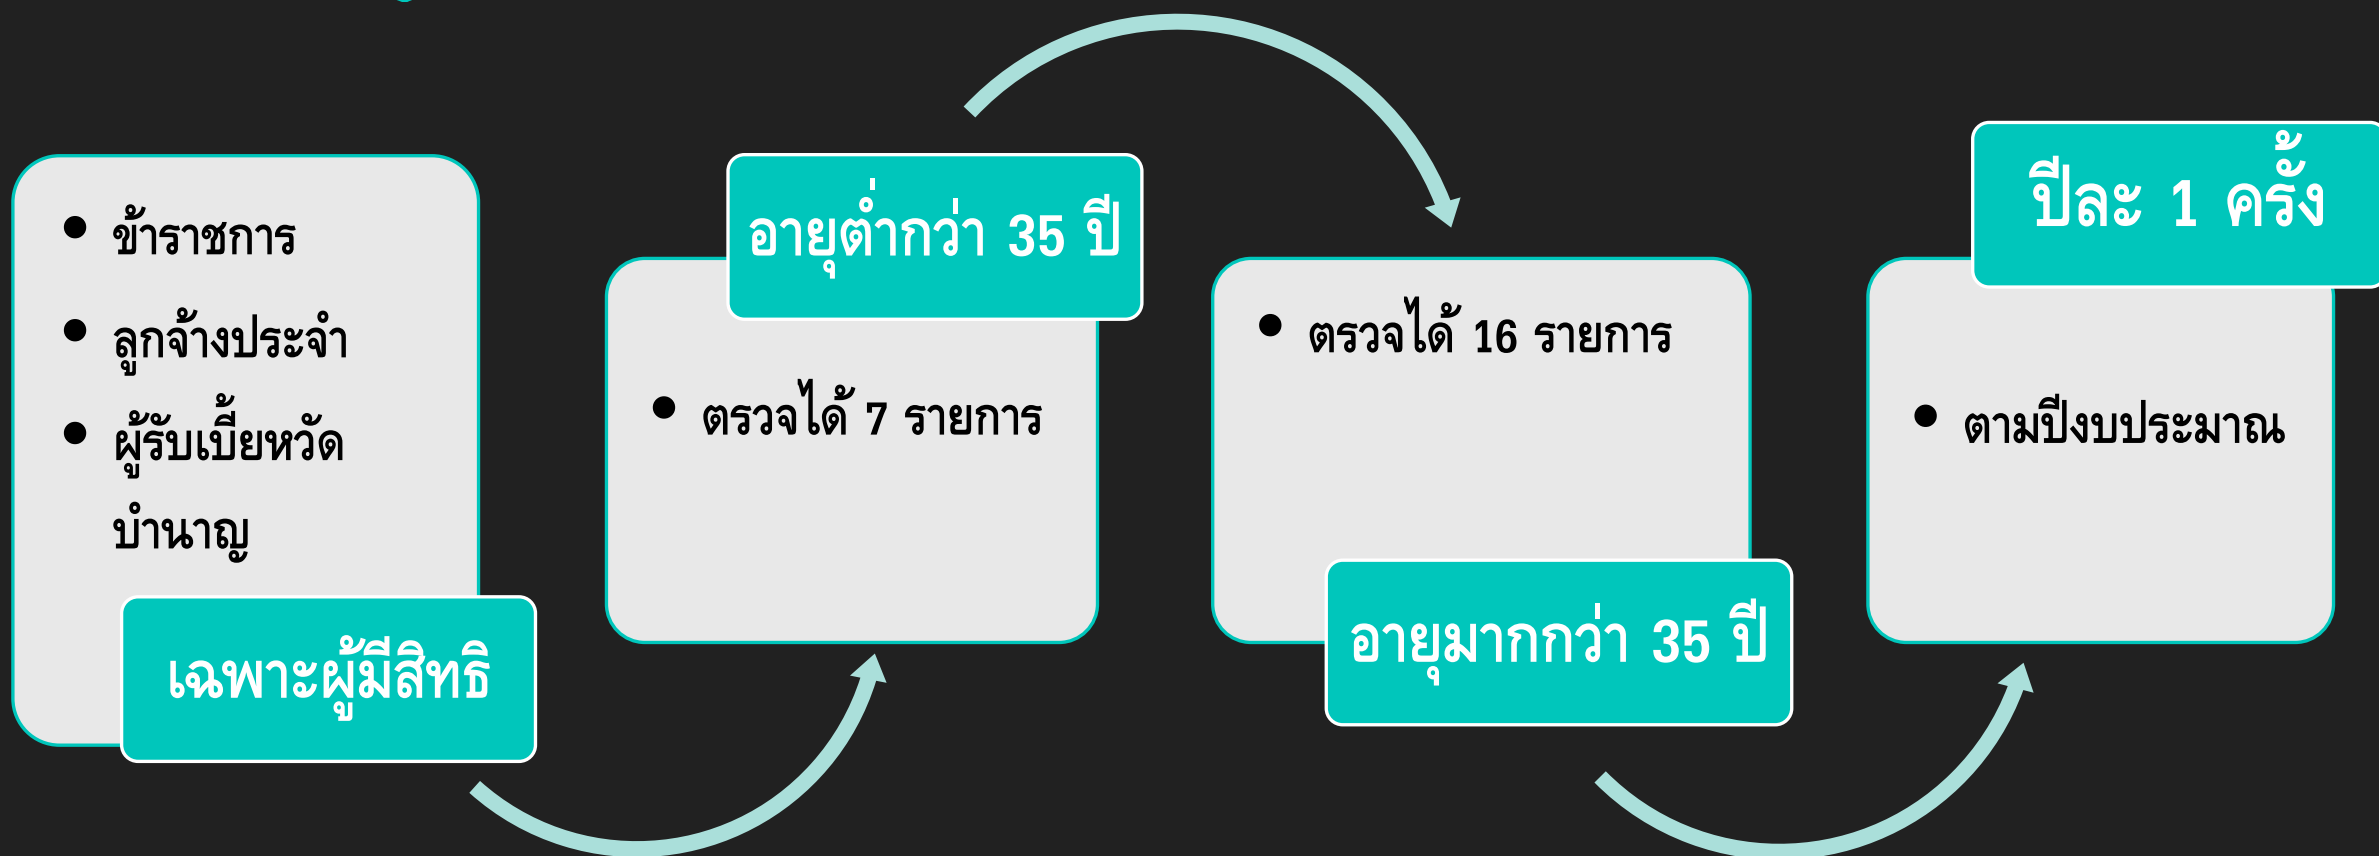 ข้าราชการ
ลูกจ้างประจำ
ผู้รับเบี้ยหวัด
บำนาญ
เฉพาะผู้มีสิทธิ
อายุต่ำกว่า 35 ปี
ตรวจได้ 7 รายการ
ตรวจได้ 16 รายการ
อายุมากกว่า 35 ปี
ปีละ 1 ครั้ง
ตามปีงบประมาณ